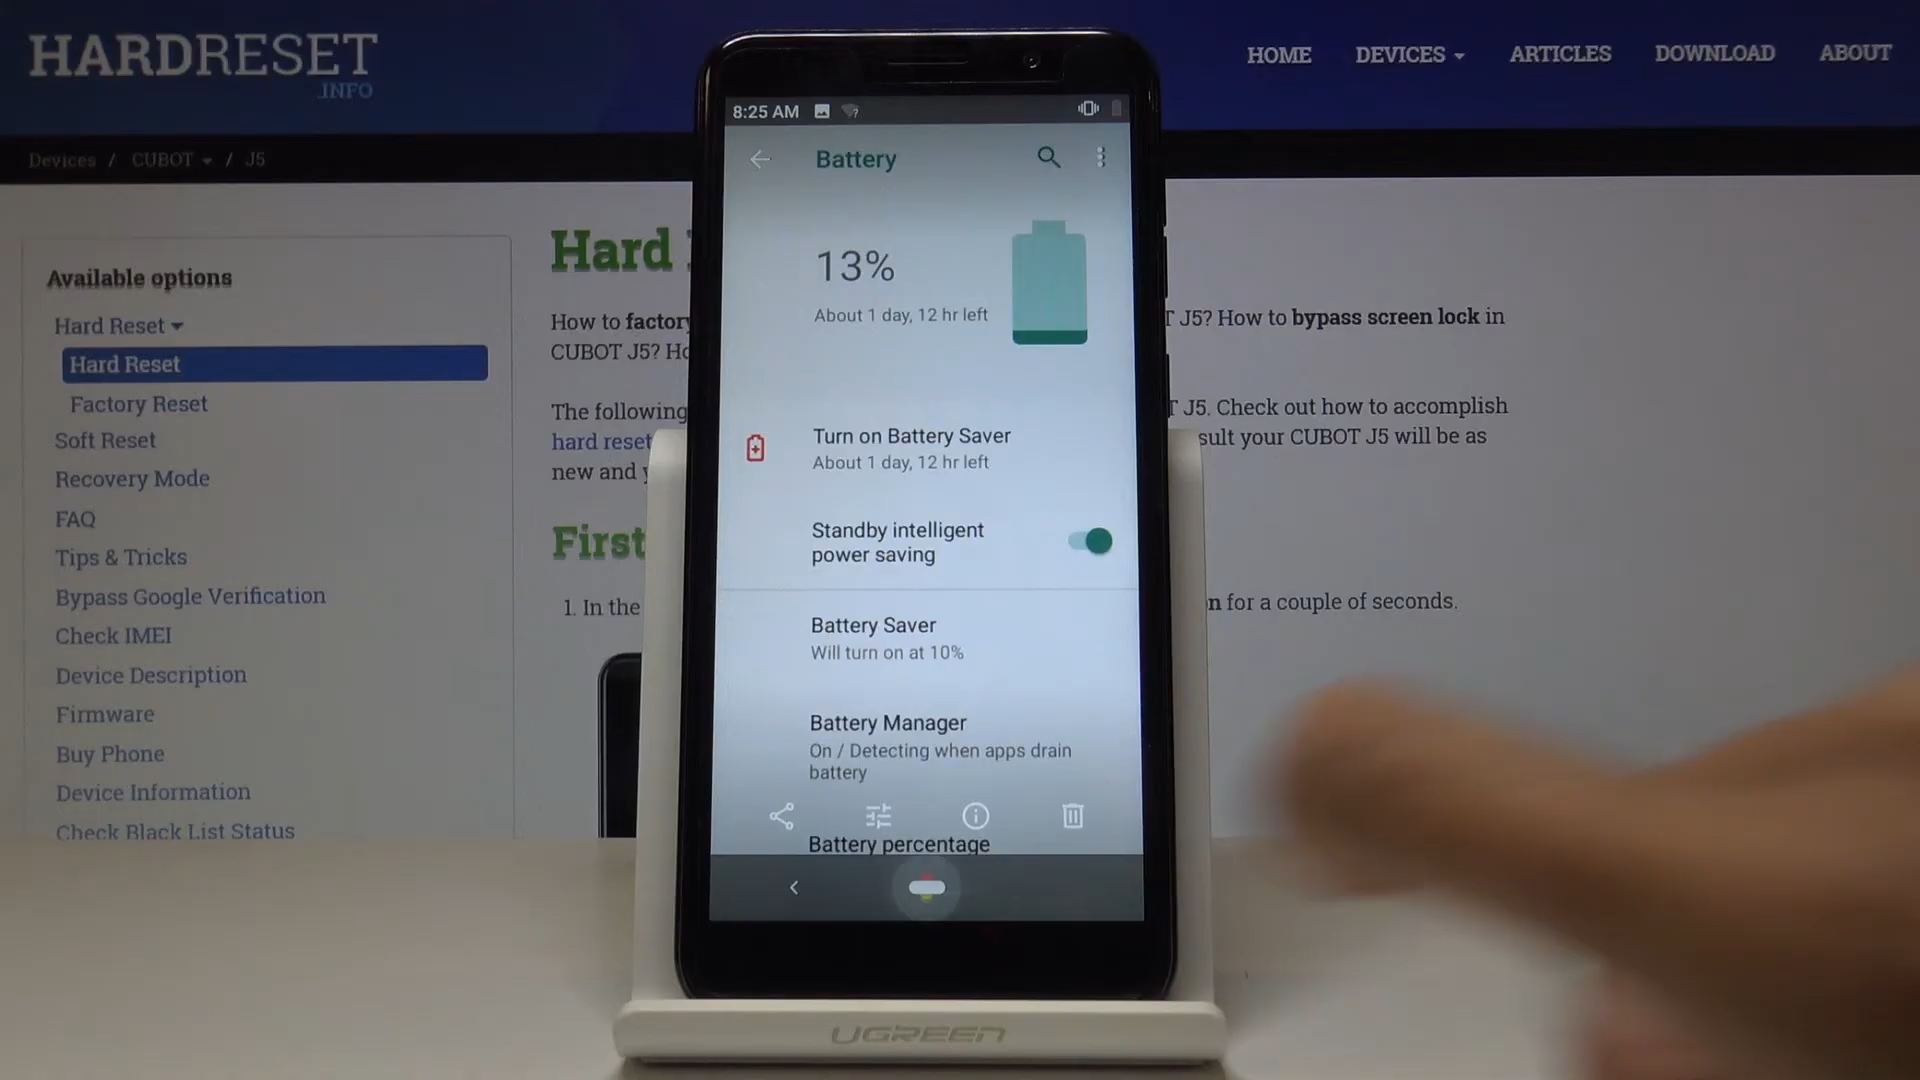 HARDRESET
.INFO
HOME DEVICES ARTICLES DOWNLOAD ABOUT
Devices / CUBOT / J5
Available options
Hard Reset
Hard Reset
Factory Reset
Soft Reset
Recovery Mode
FAQ
Tips & Tricks
Bypass Google Verification
Check IMEI
Device Description
Firmware
Buy Phone
Device Information
Check Black List Status
Hard
How to factory
J5? How to bypass screen lock in
CUBOT J5?
The following
J5. Check out how to accomplish
hard reset
your CUBOT J5 will be as
new and
First
1. In the
for a couple of seconds.
8:25 AM
Battery
13%
About 1 day, 12 hr left
Turn on Battery Saver
About 1 day, 12 hr left
Standby intelligent
power saving
Battery Saver
Will turn on at 10%
Battery Manager
On / Detecting when apps drain
battery
Battery percentage
UGREEN